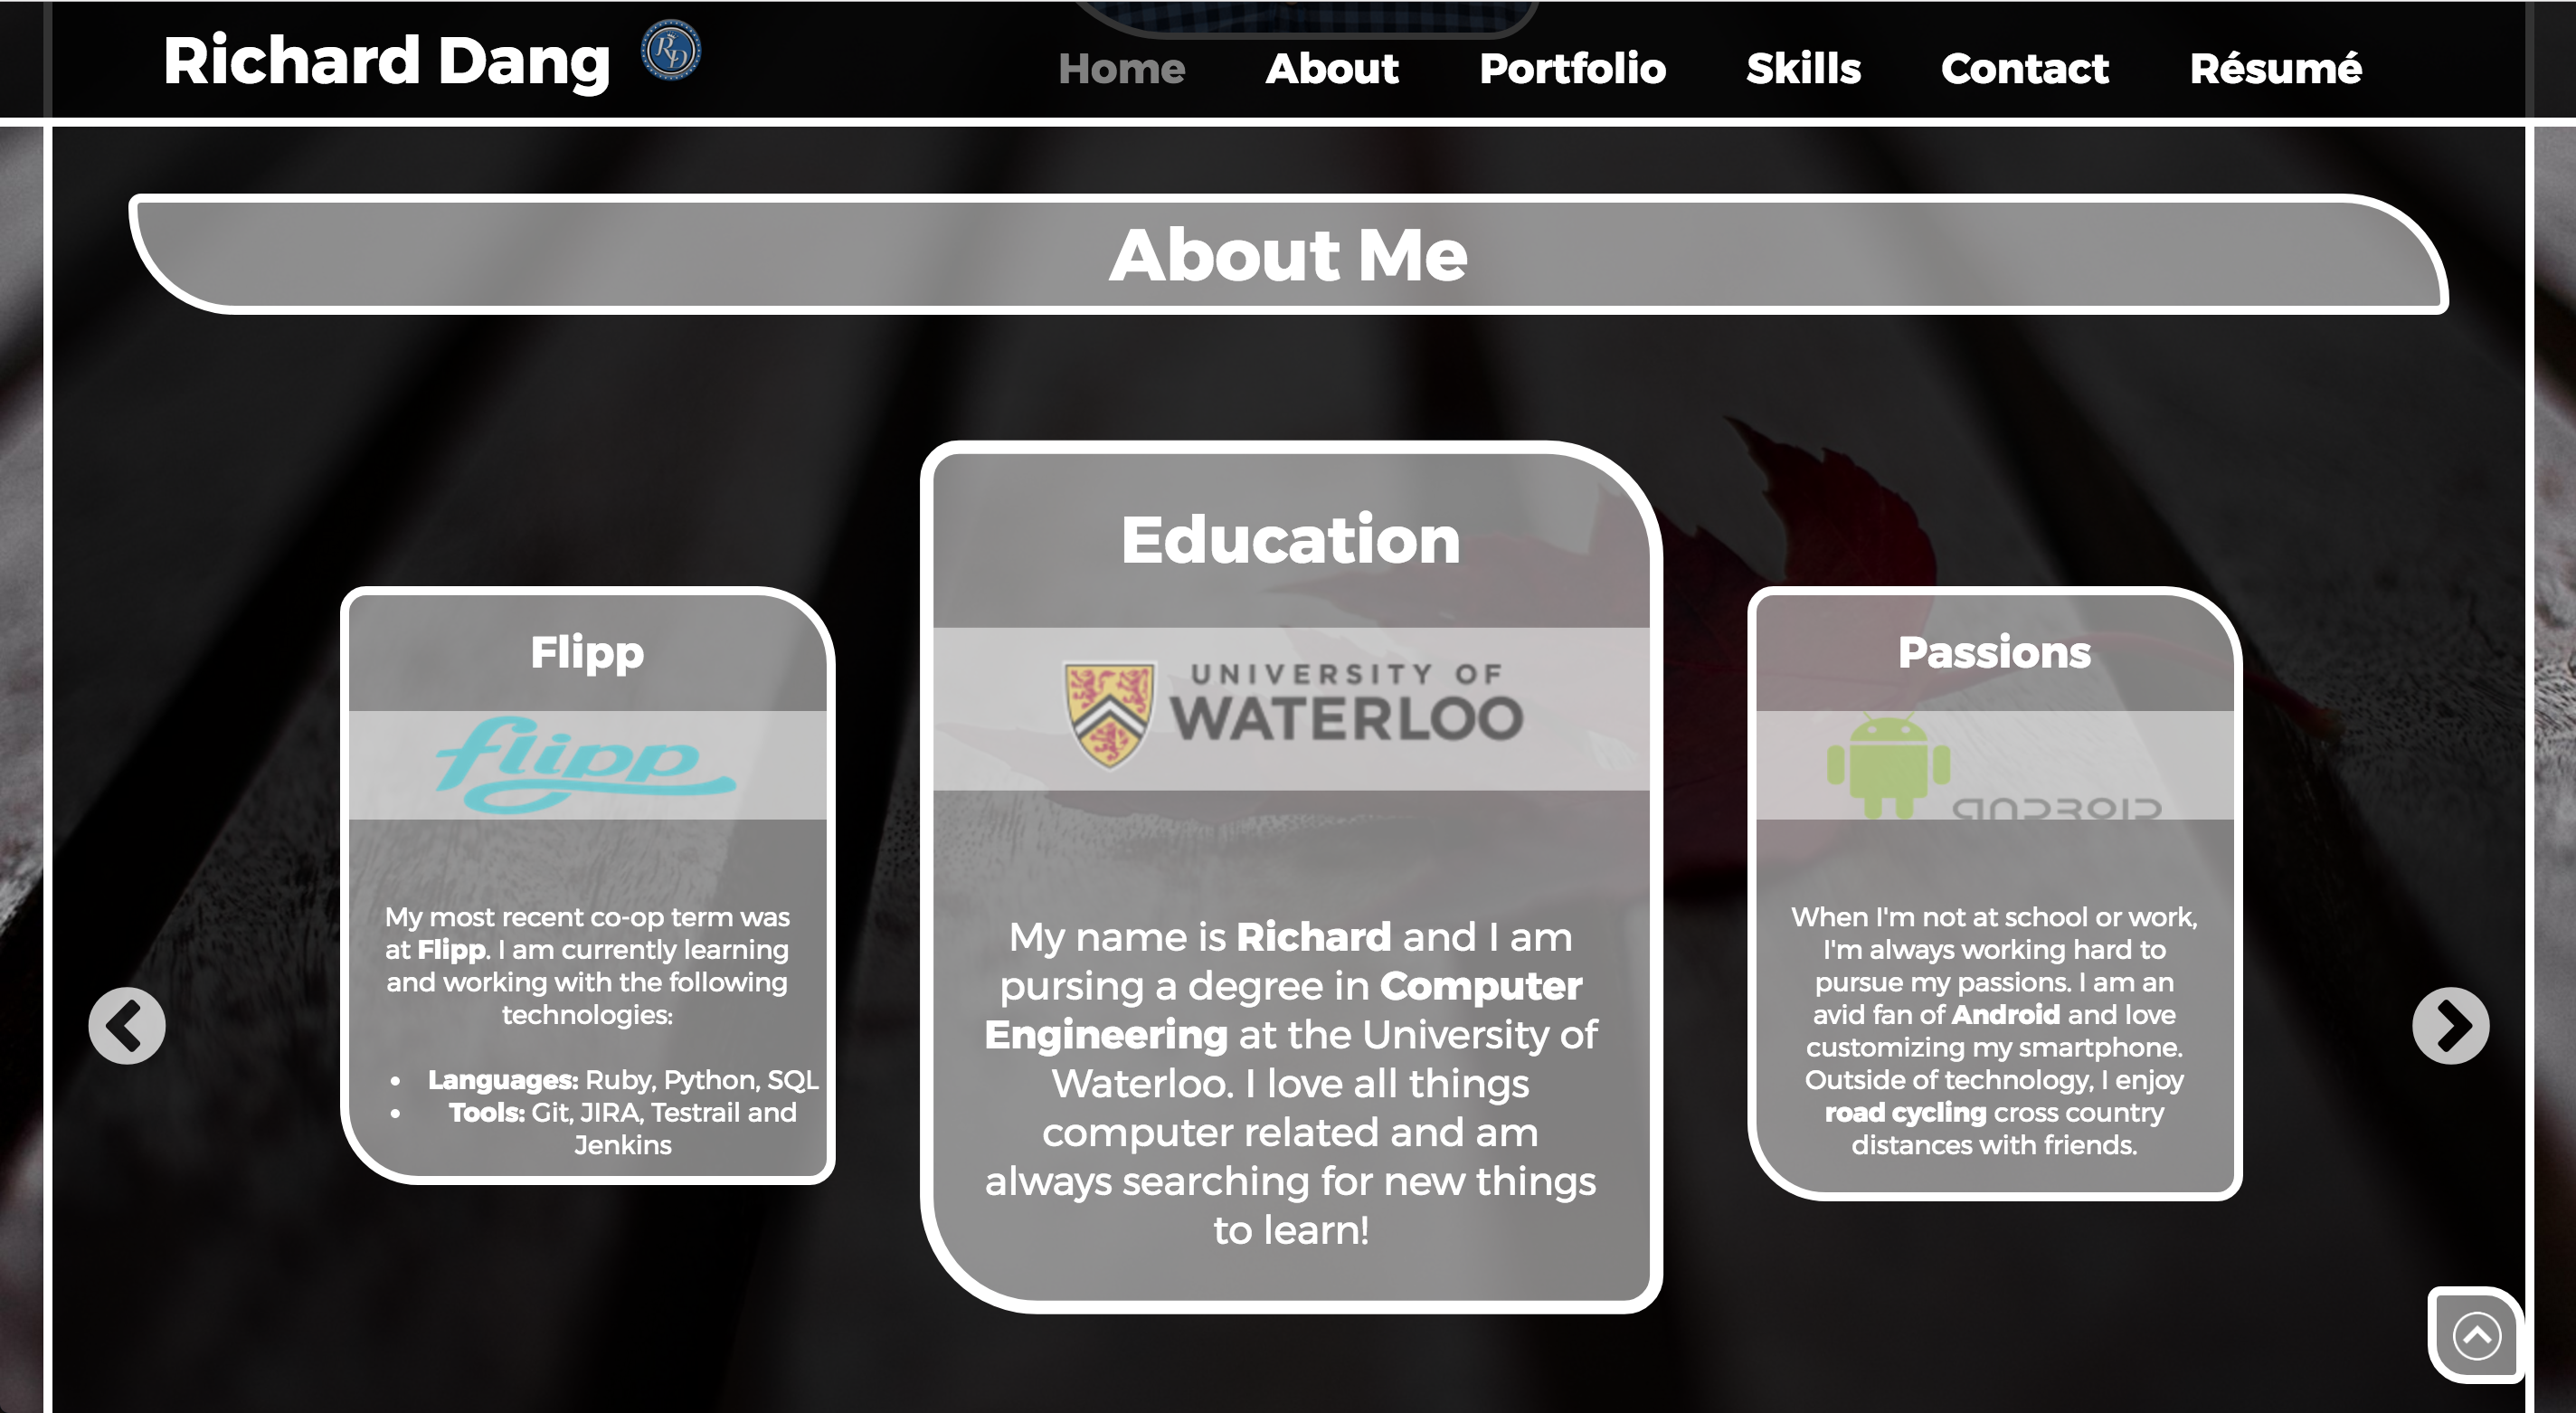 Richard Dang
RD
Home About Portfolio Skills Contact Résumé
About Me
Flipp
flipp
My most recent co-op term was
at Flipp. I am currently learning
and working with the following
technologies:
• Languages: Ruby, Python, SQL
• Tools: Git, JIRA, Testrail and
Jenkins
Education
UNIVERSITY OF
WATERLOO
My name is Richard and I am
pursing a degree in Computer
Engineering at the University of
Waterloo. I love all things
computer related and am
always searching for new things
to learn!
Passions
ANDROID
When I'm not at school or work,
I'm always working hard to
pursue my passions. I am an
avid fan of Android and love
customizing my smartphone.
Outside of technology, I enjoy
road cycling cross country
distances with friends.